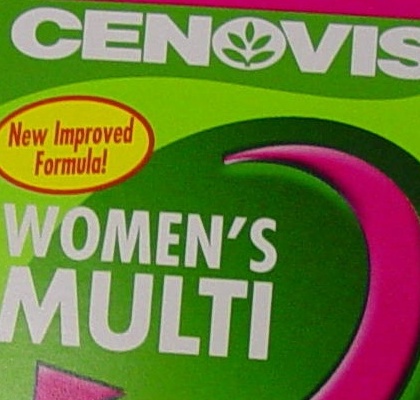 CENOVIS
New Improved
Formula!
WOMEN'S
MULTI